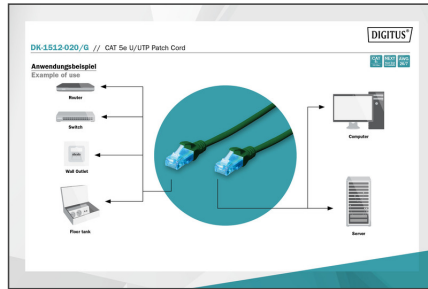 DIGITUS®
DK-1512-020/G // CAT 5e U/UTP Patch Cord
Anwendungsbeispiel
Example of use
Router
Switch
Wall Outlet
Floor tank
Computer
Server